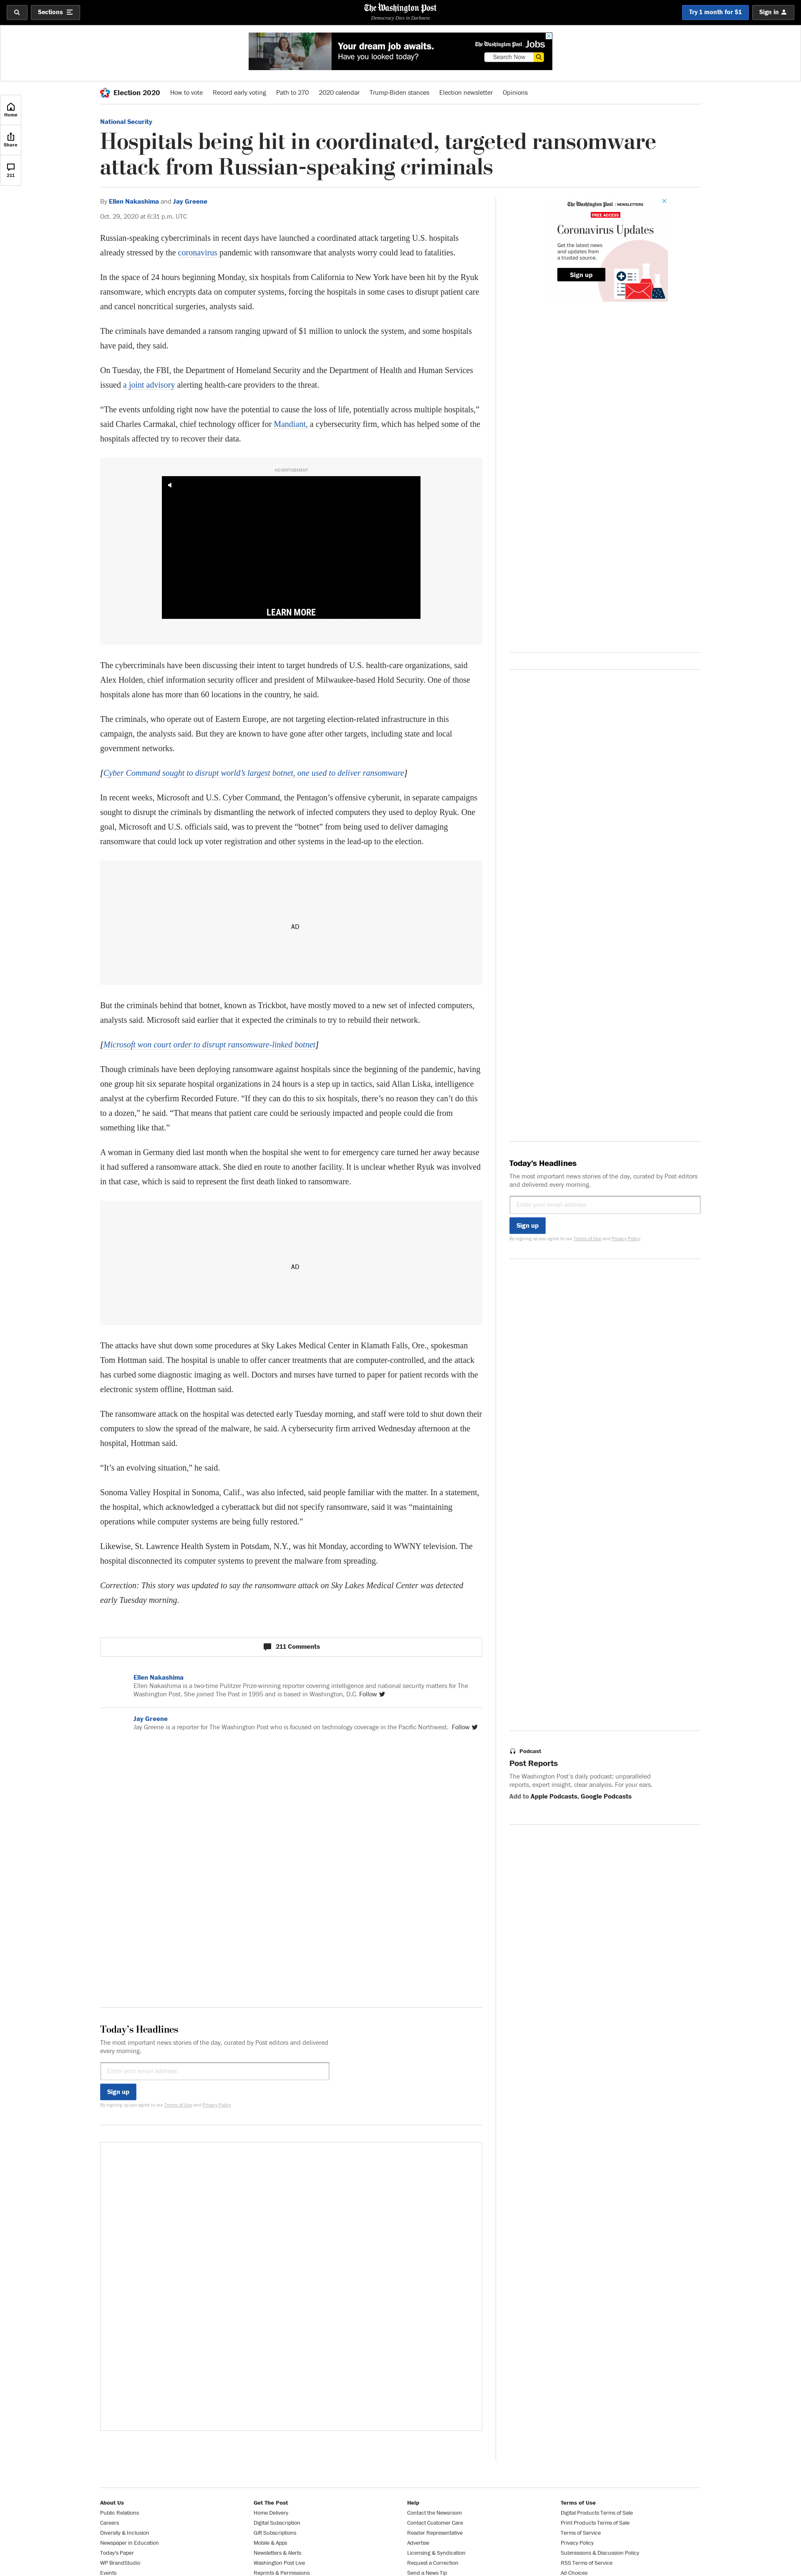 Sections
The Washington Post
Democracy Dies in Darkness
Try 1 month for $1
Sign in
Your dream job awaits.
Have you looked today?
The Washington Post Jobs
Search Now
Home
Share
211
Election 2020
How to vote
Record early voting
Path to 270
2020 calendar
Trump-Biden stances
Election newsletter
Opinions
National Security
Hospitals being hit in coordinated, targeted ransomware
attack from Russian-speaking criminals
By Ellen Nakashima and Jay Greene
Oct. 29, 2020 at 6:31 p.m. UTC
Russian-speaking cybercriminals in recent days have launched a coordinated attack targeting U.S. hospitals
already stressed by the coronavirus pandemic with ransomware that analysts worry could lead to fatalities.
In the space of 24 hours beginning Monday, six hospitals from California to New York have been hit by the Ryuk
ransomware, which encrypts data on computer systems, forcing the hospitals in some cases to disrupt patient care
and cancel noncritical surgeries, analysts said.
The criminals have demanded a ransom ranging upward of $1 million to unlock the system, and some hospitals
have paid, they said.
On Tuesday, the FBI, the Department of Homeland Security and the Department of Health and Human Services
issued a joint advisory alerting health-care providers to the threat.
“The events unfolding right now have the potential to cause the loss of life, potentially across multiple hospitals,”
said Charles Carmakal, chief technology officer for Mandiant, a cybersecurity firm, which has helped some of the
hospitals affected try to recover their data.
ADVERTISEMENT
LEARN MORE
The cybercriminals have been discussing their intent to target hundreds of U.S. health-care organizations, said
Alex Holden, chief information security officer and president of Milwaukee-based Hold Security. One of those
hospitals alone has more than 60 locations in the country, he said.
The criminals, who operate out of Eastern Europe, are not targeting election-related infrastructure in this
campaign, the analysts said. But they are known to have gone after other targets, including state and local
government networks.
[Cyber Command sought to disrupt world’s largest botnet, one used to deliver ransomware]
In recent weeks, Microsoft and U.S. Cyber Command, the Pentagon’s offensive cyberunit, in separate campaigns
sought to disrupt the criminals by dismantling the network of infected computers they used to deploy Ryuk. One
goal, Microsoft and U.S. officials said, was to prevent the “botnet” from being used to deliver damaging
ransomware that could lock up voter registration and other systems in the lead-up to the election.
AD
But the criminals behind that botnet, known as Trickbot, have mostly moved to a new set of infected computers,
analysts said. Microsoft said earlier that it expected the criminals to try to rebuild their network.
[Microsoft won court order to disrupt ransomware-linked botnet]
Though criminals have been deploying ransomware against hospitals since the beginning of the pandemic, having
one group hit six separate hospital organizations in 24 hours is a step up in tactics, said Allan Liska, intelligence
analyst at the cyberfirm Recorded Future. “If they can do this to six hospitals, there’s no reason they can’t do this
to a dozen,” he said. “That means that patient care could be seriously impacted and people could die from
something like that.”
A woman in Germany died last month when the hospital she went to for emergency care turned her away because
it had suffered a ransomware attack. She died en route to another facility. It is unclear whether Ryuk was involved
in that case, which is said to represent the first death linked to ransomware.
AD
The attacks have shut down some procedures at Sky Lakes Medical Center in Klamath Falls, Ore., spokesman
Tom Hottman said. The hospital is unable to offer cancer treatments that are computer-controlled, and the attack
has curbed some diagnostic imaging as well. Doctors and nurses have turned to paper for patient records with the
electronic system offline, Hottman said.
The ransomware attack on the hospital was detected early Tuesday morning, and staff were told to shut down their
computers to slow the spread of the malware, he said. A cybersecurity firm arrived Wednesday afternoon at the
hospital, Hottman said.
“It’s an evolving situation,” he said.
Sonoma Valley Hospital in Sonoma, Calif., was also infected, said people familiar with the matter. In a statement,
the hospital, which acknowledged a cyberattack but did not specify ransomware, said it was “maintaining
operations while computer systems are being fully restored.”
Likewise, St. Lawrence Health System in Potsdam, N.Y., was hit Monday, according to WWNY television. The
hospital disconnected its computer systems to prevent the malware from spreading.
Correction: This story was updated to say the ransomware attack on Sky Lakes Medical Center was detected
early Tuesday morning.
211 Comments
Ellen Nakashima
Ellen Nakashima is a two-time Pulitzer Prize-winning reporter covering intelligence and national security matters for The
Washington Post. She joined The Post in 1995 and is based in Washington, D.C. Follow
Jay Greene
Jay Greene is a reporter for The Washington Post who is focused on technology coverage in the Pacific Northwest. Follow
Today’s Headlines
The most important news stories of the day, curated by Post editors and delivered
every morning.
Enter your email address
Sign up
By signing up you agree to our Terms of Use and Privacy Policy
The Washington Post | NEWSLETTERS
FREE ACCESS
Coronavirus Updates
Get the latest news
and updates from
a trusted source.
Sign up
Today’s Headlines
The most important news stories of the day, curated by Post editors
and delivered every morning.
Enter your email address
Sign up
By signing up you agree to our Terms of Use and Privacy Policy
Podcast
Post Reports
The Washington Post’s daily podcast: unparalleled
reports, expert insight, clear analysis. For your ears.
Add to Apple Podcasts, Google Podcasts
About Us
Public Relations
Careers
Diversity & Inclusion
Newspaper in Education
Today's Paper
WP BrandStudio
Events
Get The Post
Home Delivery
Digital Subscription
Gift Subscriptions
Mobile & Apps
Newsletters & Alerts
Washington Post Live
Reprints & Permissions
Help
Contact the Newsroom
Contact Customer Care
Reader Representative
Advertise
Licensing & Syndication
Request a Correction
Send a News Tip
Terms of Use
Digital Products Terms of Sale
Print Products Terms of Sale
Terms of Service
Privacy Policy
Submissions & Discussion Policy
RSS Terms of Service
Ad Choices